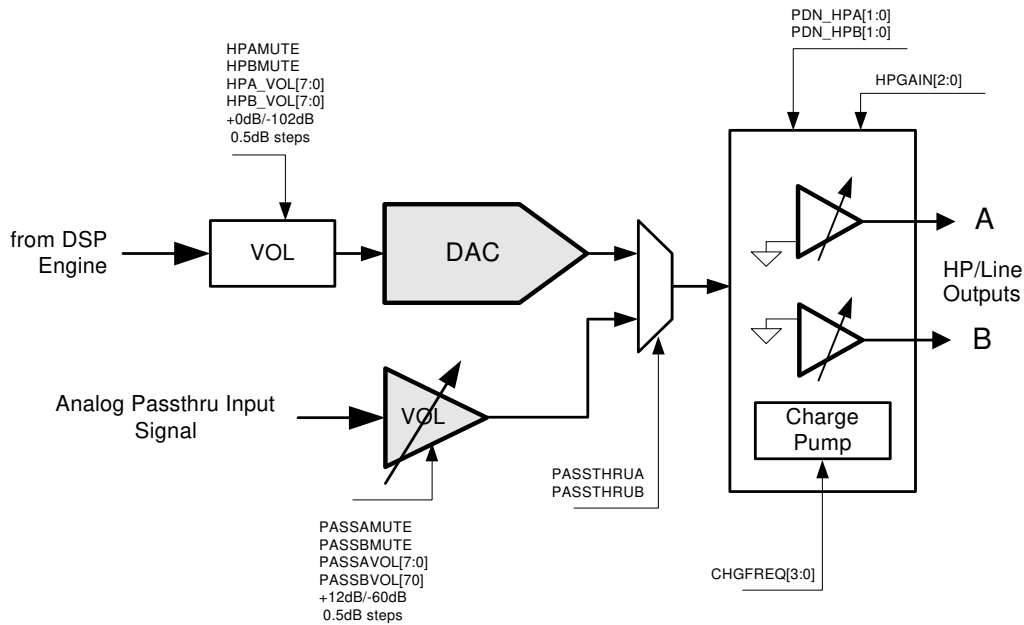 PDN_HPA[1:0]
PDN_HPB[1:0]
HPGAIN[2:0]
HPAMUTE
HPBMUTE
HPA_VOL[7:0]
HPB_VOL[7:0]
+0dB/-102dB
0.5dB steps
from DSP
Engine
VOL
DAC
A
HP/Line
Outputs
B
Analog Passthru Input
Signal
VOL
Charge
Pump
PASSTHRUA
PASSTHRUB
PASSAMUTE
PASSBMUTE
PASSAVOL[7:0]
PASSBVOL[70]
+12dB/-60dB
0.5dB steps
CHGFREQ[3:0]